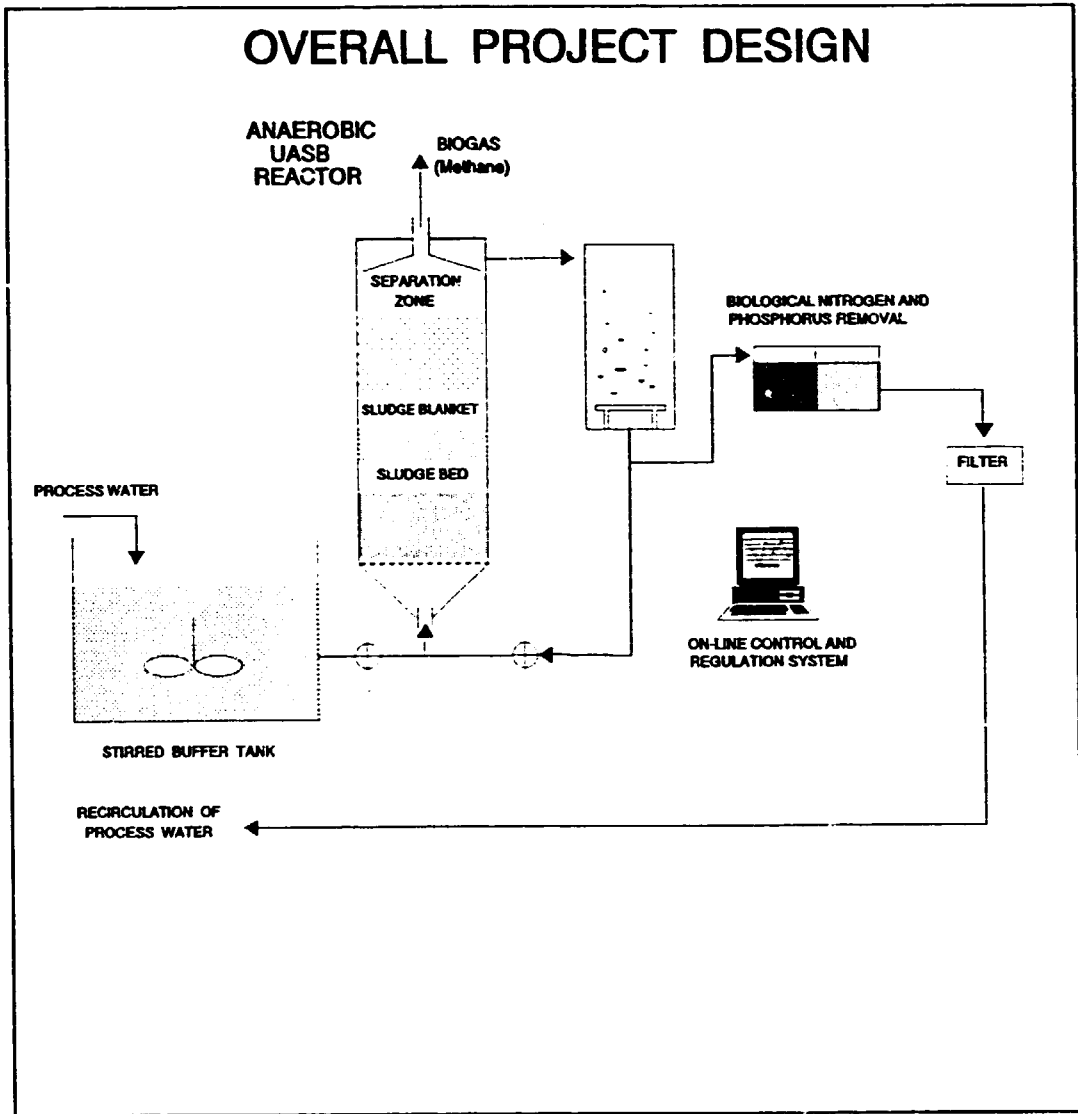 OVERALL PROJECT DESIGN
ANAEROBIC
UASB
REACTOR
BIOGAS
(Methane)
SEPARATION
ZONE
SLUDGE BLANKET
SLUDGE BED
BIOLOGICAL NITROGEN AND
PHOSPHORUS REMOVAL
FILTER
PROCESS WATER
ON-LINE CONTROL AND
REGULATION SYSTEM
STIRRED BUFFER TANK
RECIRCULATION OF
PROCESS WATER